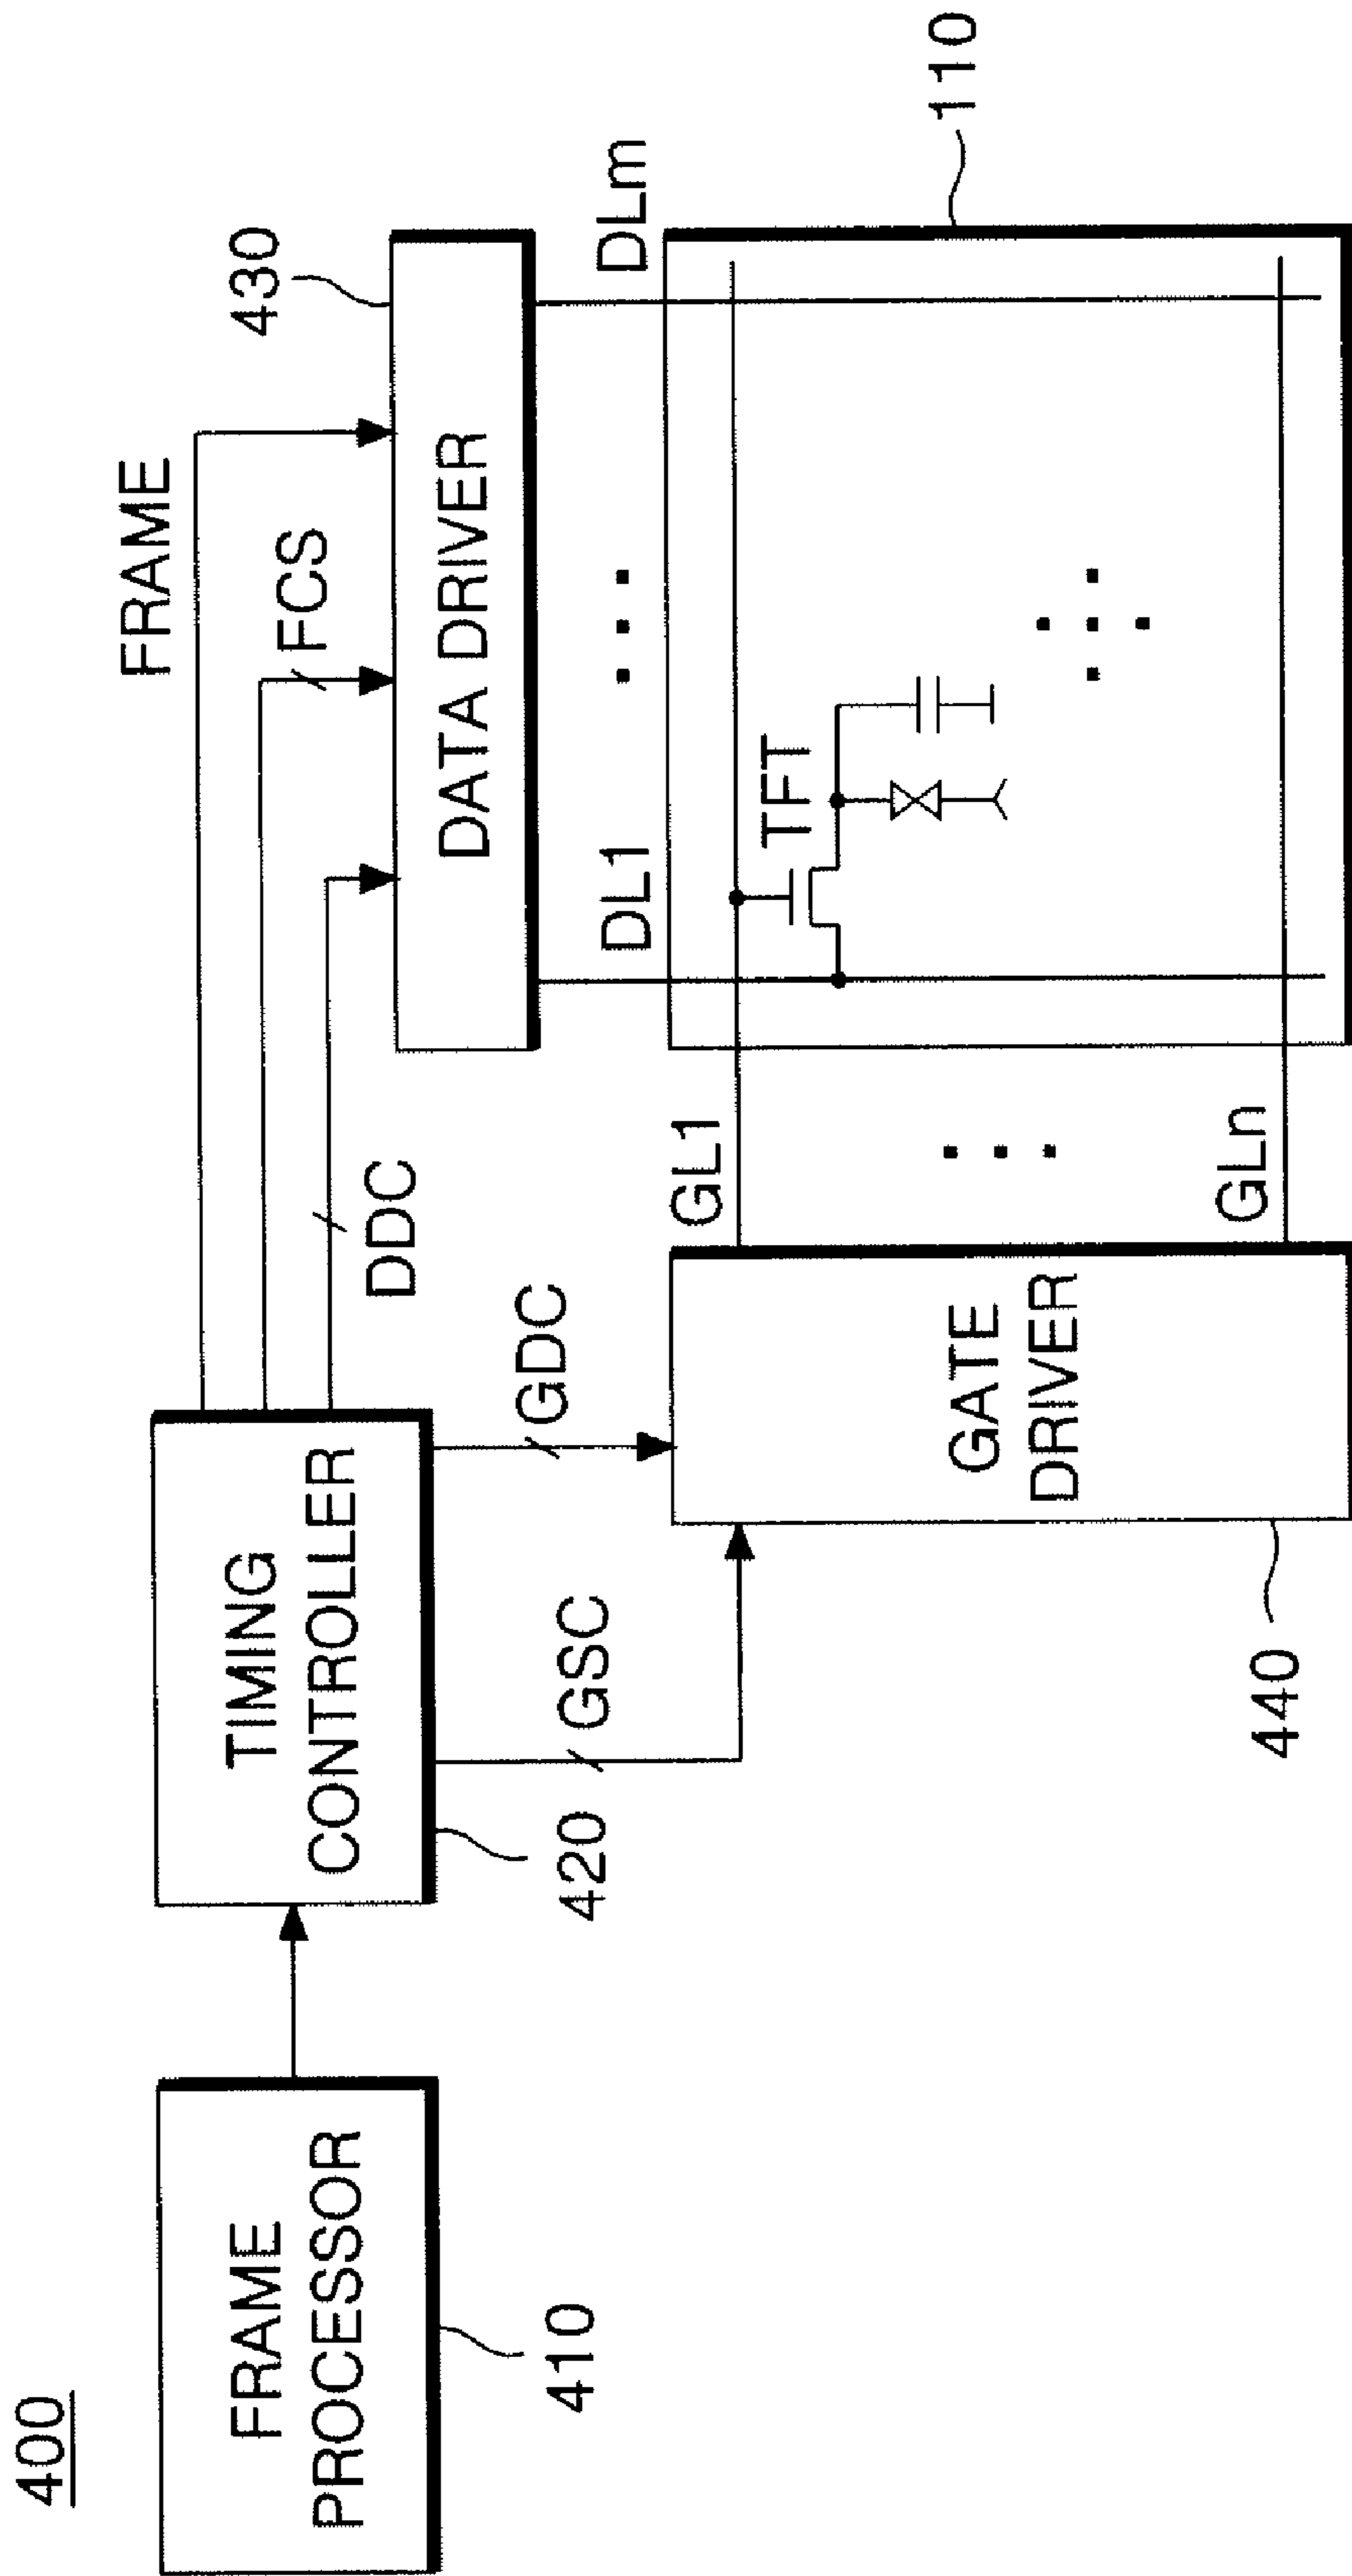 400
FRAME
PROCESSOR
410
TIMING
CONTROLLER
420
FRAME
FCS
DDC
GDC
GSC
DATA DRIVER
430
GATE
DRIVER
440
DL1
DLm
GL1
GLn
TFT
110